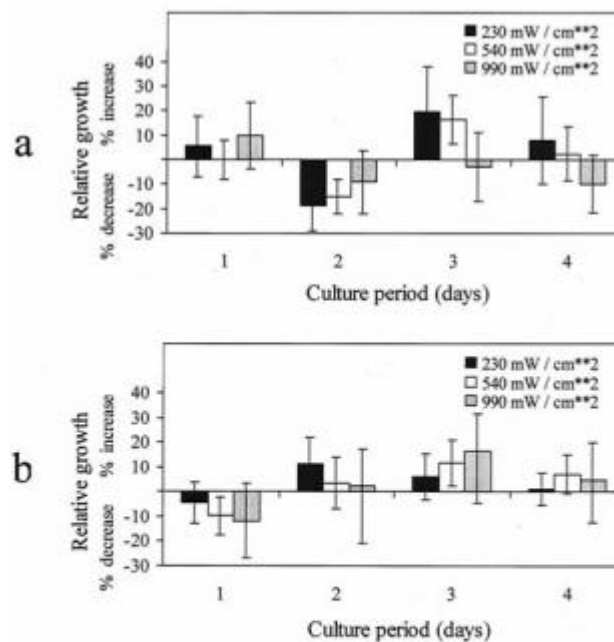 a
230 mW / cm**2
540 mW / cm**2
990 mW / cm**2
Relative growth
% decrease % increase
40
30
20
10
-10
-20
-30
1 2 3 4
Culture period (days)
b
230 mW / cm**2
540 mW / cm**2
990 mW / cm**2
Relative growth
% decrease % increase
40
30
20
10
-10
-20
-30
1 2 3 4
Culture period (days)